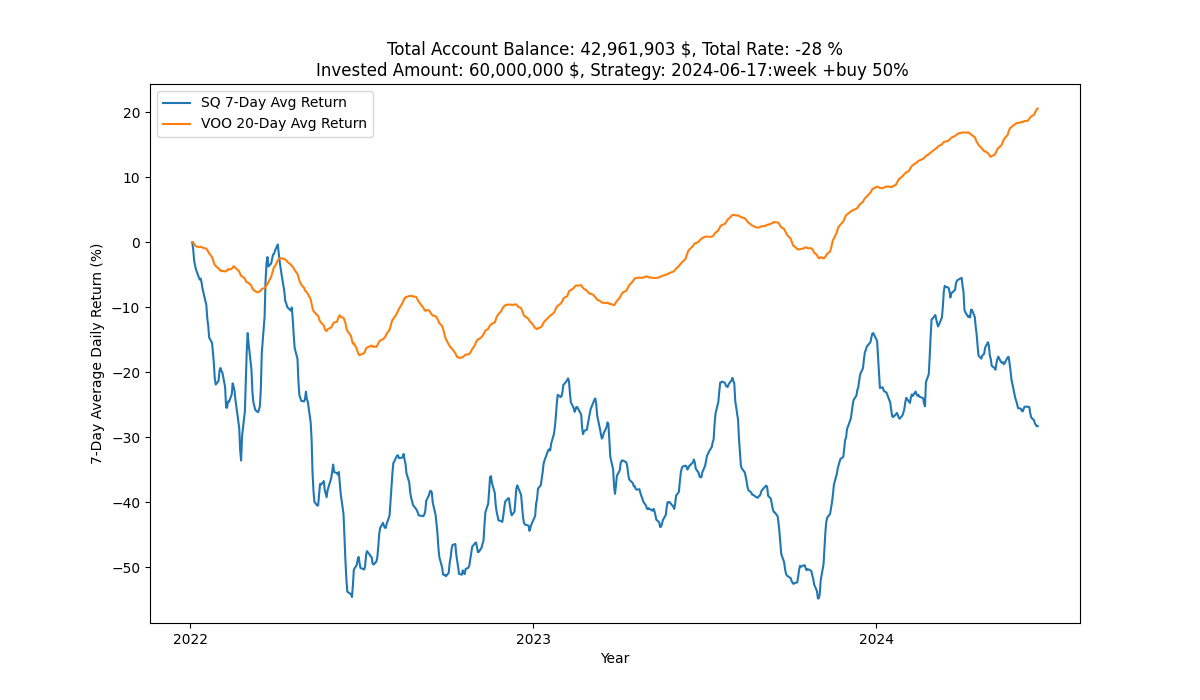 Total Account Balance: 42,961,903 $, Total Rate: -28 %
Invested Amount: 60,000,000 $, Strategy: 2024-06-17:week +buy 50%
SQ 7-Day Avg Return
VOO 20-Day Avg Return
7-Day Average Daily Return (%)
20
10
0
−10
−20
−30
−40
−50
2022
2023
2024
Year